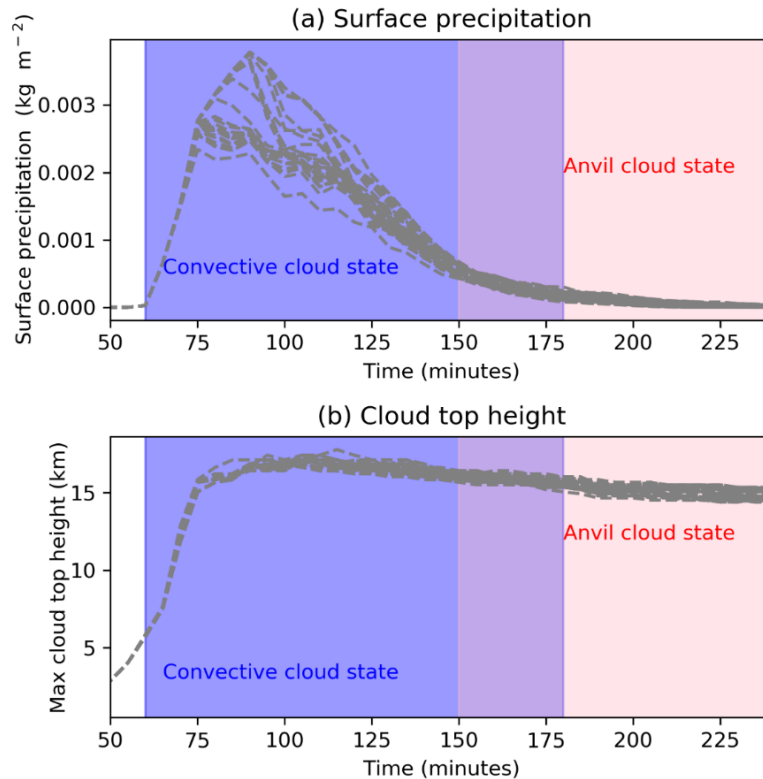 (a) Surface precipitation
Surface precipitation (kg m⁻²)
0.003
0.002
0.001
0.000
Anvil cloud state
Convective cloud state
50 75 100 125 150 175 200 225
Time (minutes)
(b) Cloud top height
Max cloud top height (km)
15
10
5
Anvil cloud state
Convective cloud state
50 75 100 125 150 175 200 225
Time (minutes)